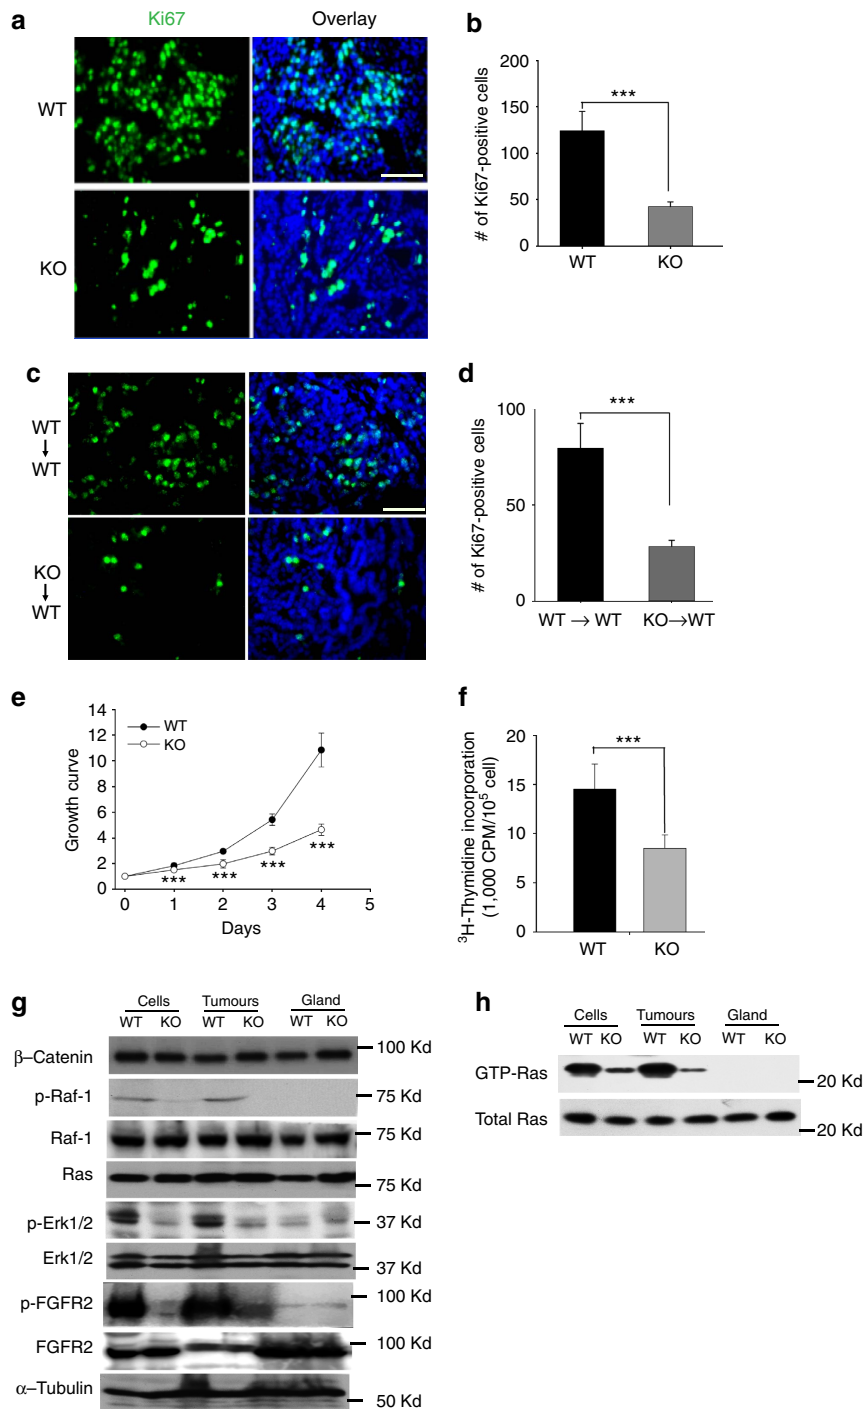 a
Ki67 Overlay
WT
KO
b
# of Ki67-positive cells
200
150
100
50
0
***
WT KO
c
WT
↓
WT
KO
↓
WT
d
# of Ki67-positive cells
100
50
0
***
WT → WT KO→WT
e
Growth curve
14
12
10
8
6
4
2
0
WT
KO
*** *** *** ***
0 1 2 3 4 5
Days
f
³H-Thymidine incorporation
(1,000 CPM/10⁵ cell)
20
15
10
5
0
***
WT KO
g
Cells Tumours Gland
WT KO WT KO WT KO
β–Catenin 100 Kd
p-Raf-1 75 Kd
Raf-1 75 Kd
Ras 75 Kd
p-Erk1/2 37 Kd
Erk1/2 37 Kd
p-FGFR2 100 Kd
FGFR2 100 Kd
α–Tubulin 50 Kd
h
Cells Tumours Gland
WT KO WT KO WT KO
GTP-Ras 20 Kd
Total Ras 20 Kd